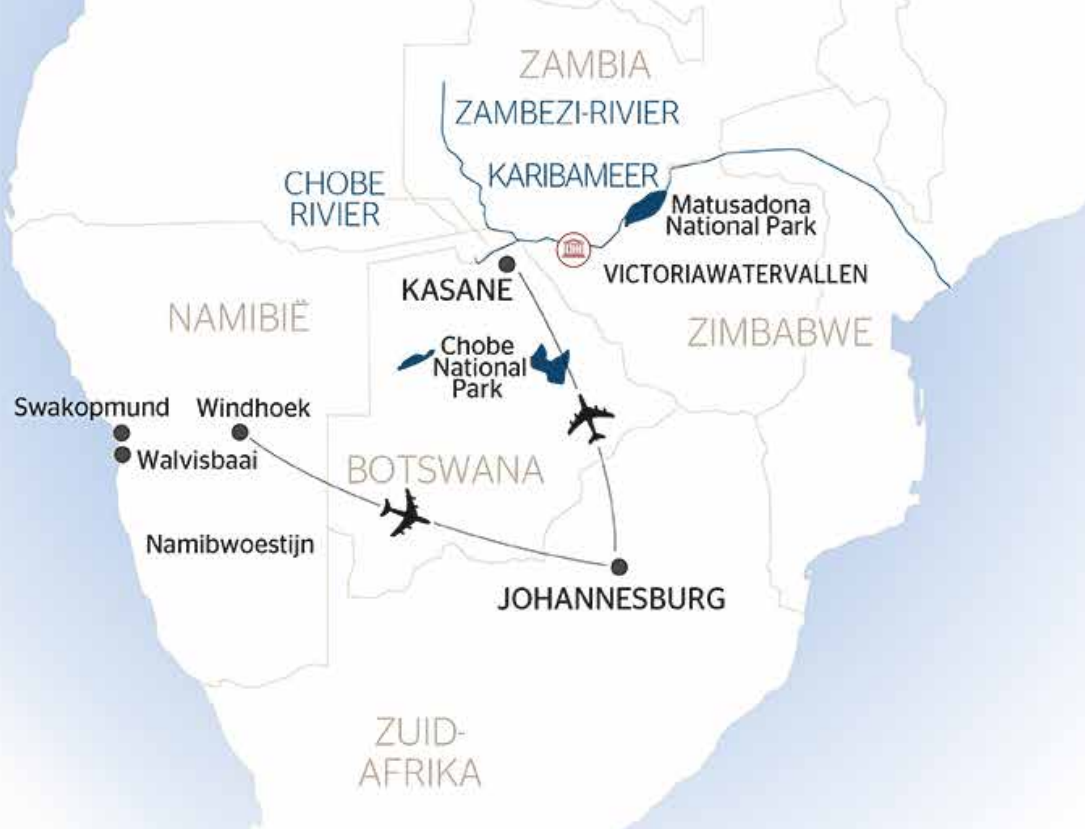 ZAMBIA
ZAMBEZI-RIVIER
CHOBE
RIVIER
KARIBAMEER
Matusadona
National Park
VICTORIAWATERVALLEN
KASANE
NAMIBIË
ZIMBABWE
Chobe
National
Park
Swakopmund
Windhoek
Walvisbaai
BOTSWANA
Namibwoestijn
JOHANNESBURG
ZUID-
AFRIKA